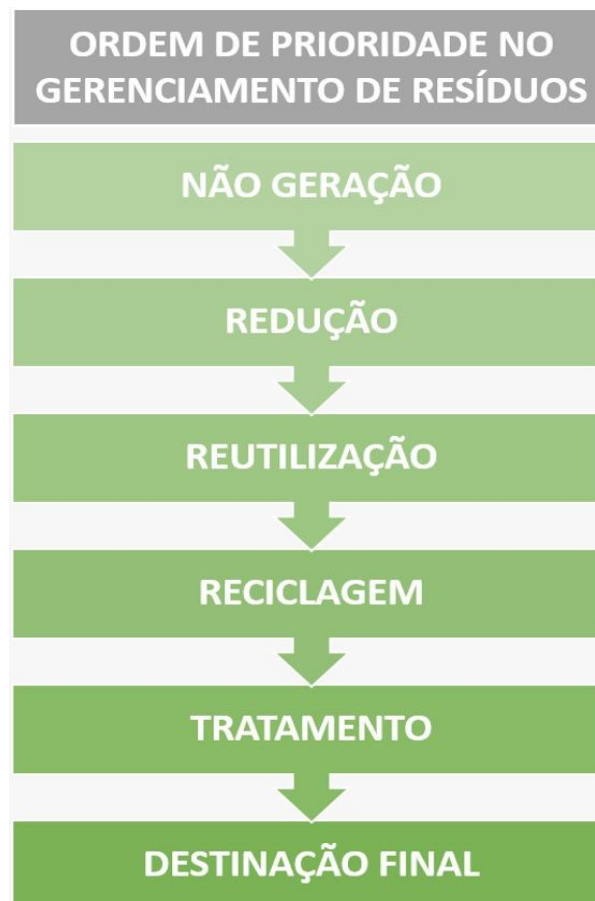 ORDEM DE PRIORIDADE NO
GERENCIAMENTO DE RESÍDUOS
NÃO GERAÇÃO
REDUÇÃO
REUTILIZAÇÃO
RECICLAGEM
TRATAMENTO
DESTINAÇÃO FINAL